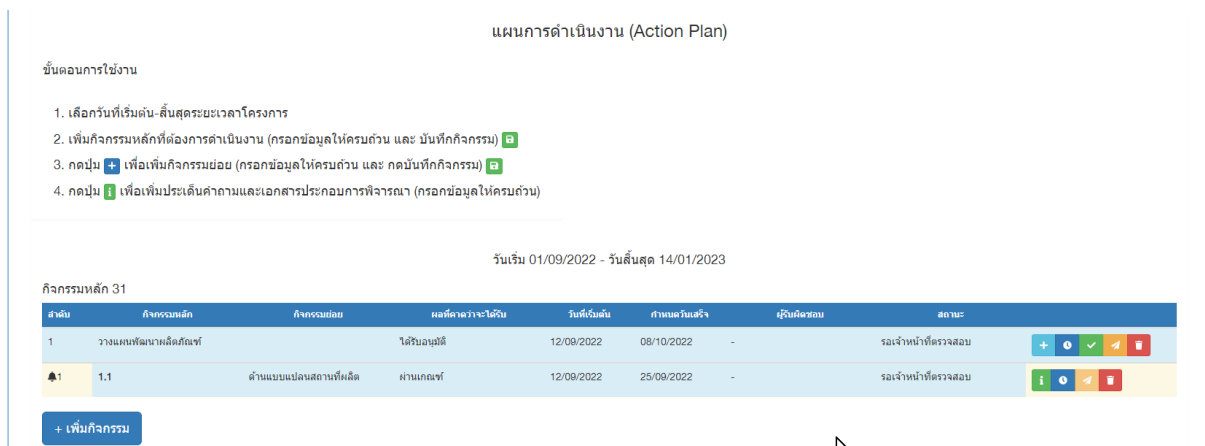 แผนการดำเนินงาน (Action Plan)
ขั้นตอนการใช้งาน
1. เลือกวันที่เริ่มต้น-สิ้นสุดระยะเวลาโครงการ
2. เพิ่มกิจกรรมหลักที่ต้องการดำเนินงาน (กรอกข้อมูลให้ครบถ้วน และ บันทึกกิจกรรม)
3. กดปุ่ม + เพื่อเพิ่มกิจกรรมย่อย (กรอกข้อมูลให้ครบถ้วน และ กดบันทึกกิจกรรม)
4. กดปุ่ม i เพื่อเพิ่มประเด็นคำถามและเอกสารประกอบการพิจารณา (กรอกข้อมูลให้ครบถ้วน)
วันเริ่ม 01/09/2022 - วันสิ้นสุด 14/01/2023
กิจกรรมหลัก 31
ลำดับ กิจกรรมหลัก กิจกรรมย่อย ผลที่คาดว่าจะได้รับ วันที่เริ่มต้น กำหนดวันเสร็จ ผู้รับผิดชอบ สถานะ
1 วางแผนพัฒนาผลิตภัณฑ์ ได้รับอนุมัติ 12/09/2022 08/10/2022 - รอเจ้าหน้าที่ตรวจสอบ
1 1.1 ด้านแบบแปลนสถานที่ผลิต ผ่านเกณฑ์ 12/09/2022 25/09/2022 - รอเจ้าหน้าที่ตรวจสอบ
+ เพิ่มกิจกรรม